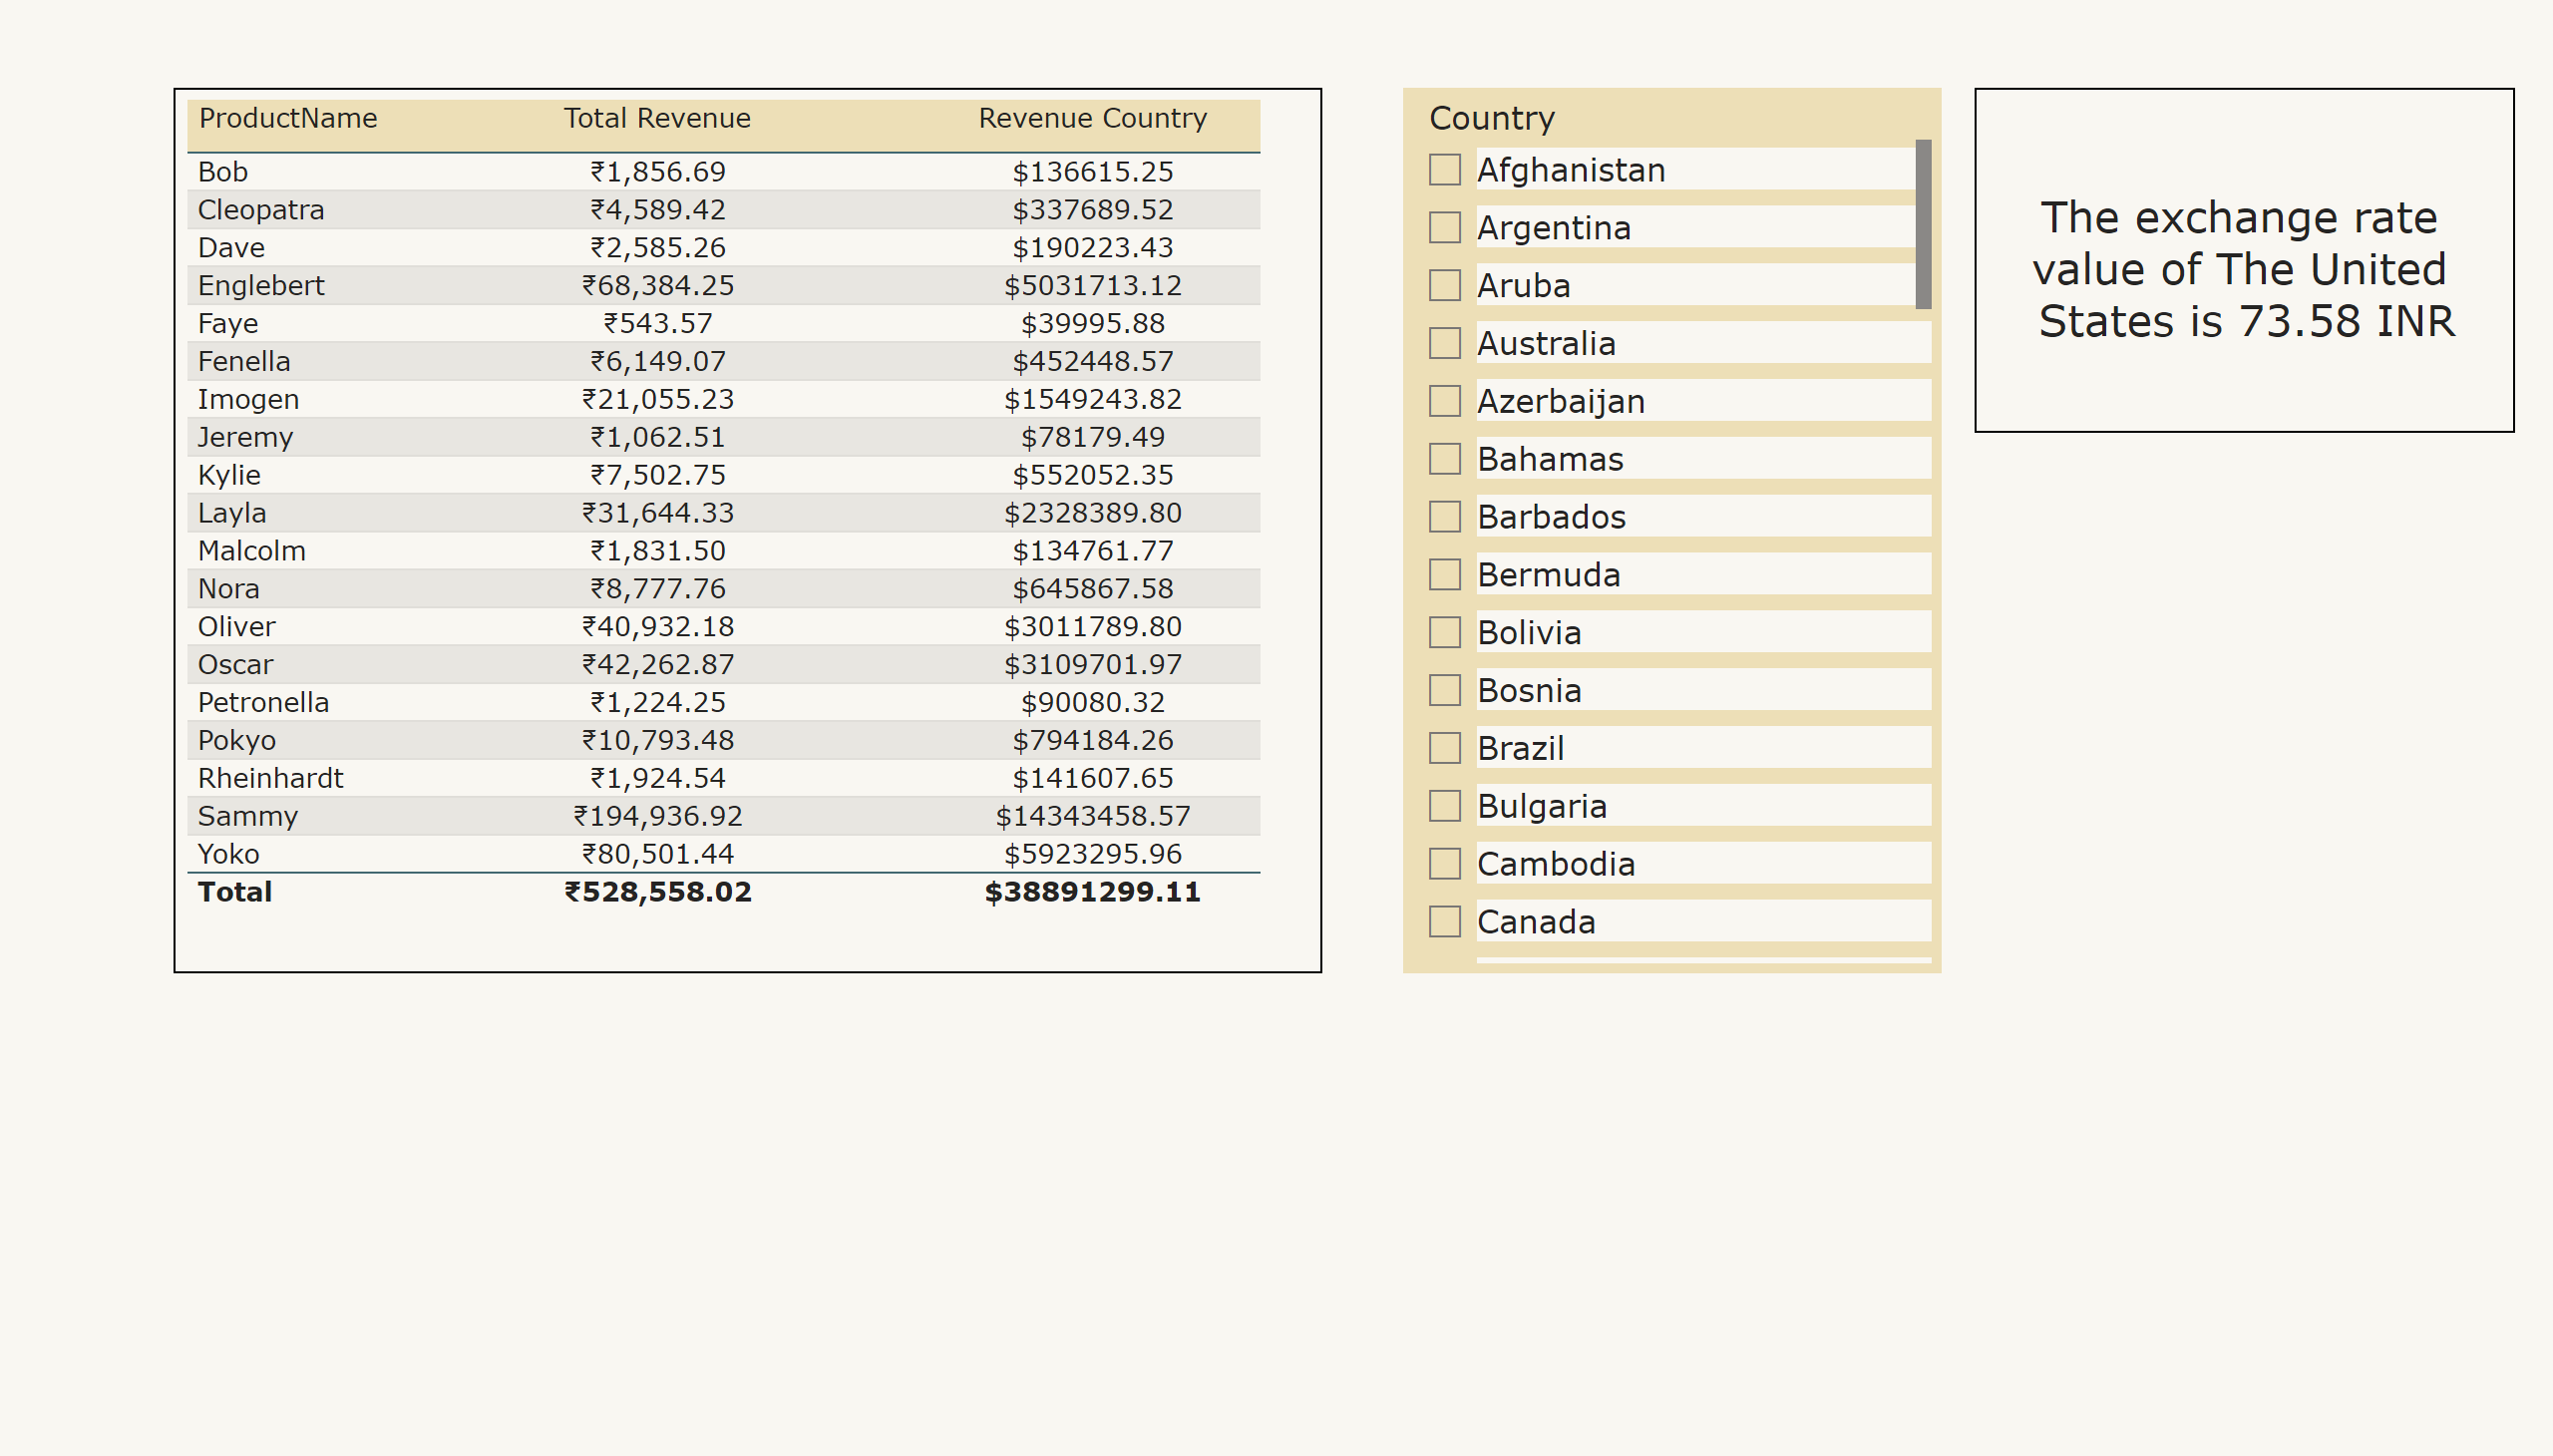 ProductName Total Revenue Revenue Country
Bob ₹1,856.69 $136615.25
Cleopatra ₹4,589.42 $337689.52
Dave ₹2,585.26 $190223.43
Englebert ₹68,384.25 $5031713.12
Faye ₹543.57 $39995.88
Fenella ₹6,149.07 $452448.57
Imogen ₹21,055.23 $1549243.82
Jeremy ₹1,062.51 $78179.49
Kylie ₹7,502.75 $552052.35
Layla ₹31,644.33 $2328389.80
Malcolm ₹1,831.50 $134761.77
Nora ₹8,777.76 $645867.58
Oliver ₹40,932.18 $3011789.80
Oscar ₹42,262.87 $3109701.97
Petronella ₹1,224.25 $90080.32
Pokyo ₹10,793.48 $794184.26
Rheinhardt ₹1,924.54 $141607.65
Sammy ₹194,936.92 $14343458.57
Yoko ₹80,501.44 $5923295.96
Total ₹528,558.02 $38891299.11
Country
Afghanistan
Argentina
Aruba
Australia
Azerbaijan
Bahamas
Barbados
Bermuda
Bolivia
Bosnia
Brazil
Bulgaria
Cambodia
Canada
The exchange rate
value of The United
States is 73.58 INR